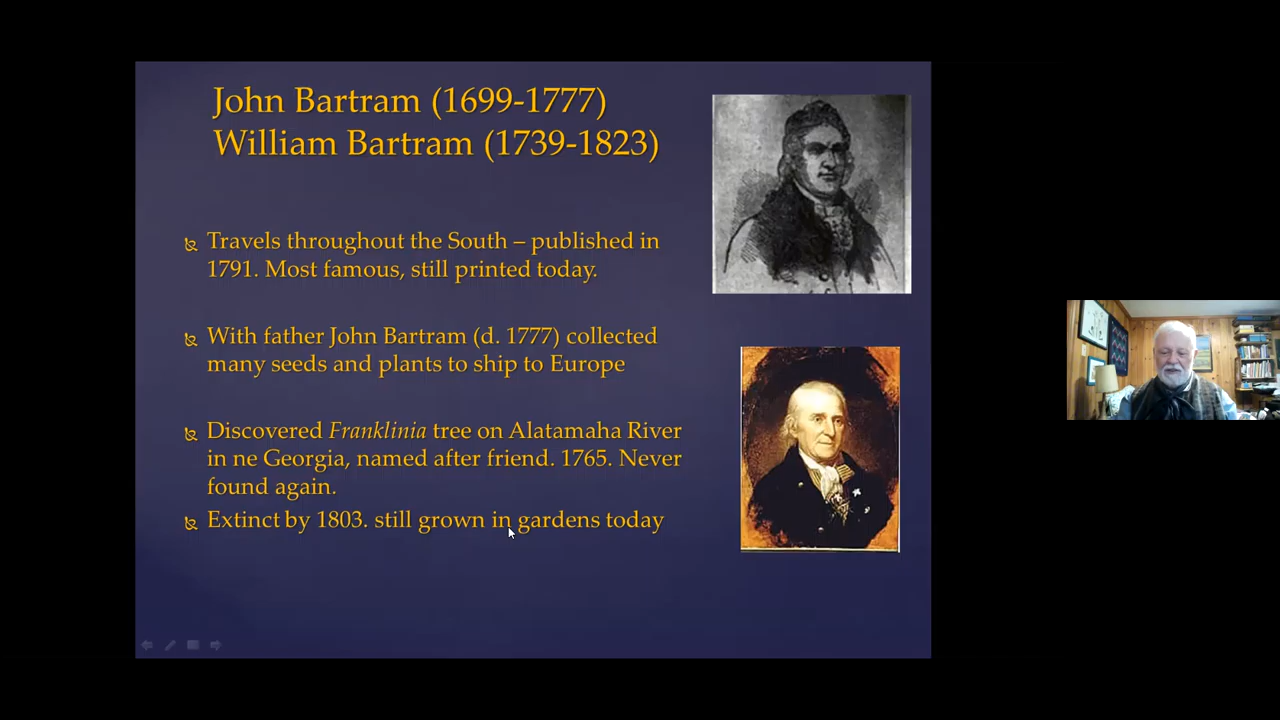 John Bartram (1699-1777)
William Bartram (1739-1823)
Travels throughout the South – published in
1791. Most famous, still printed today.
With father John Bartram (d. 1777) collected
many seeds and plants to ship to Europe
Discovered Franklinia tree on Alatamaha River
in ne Georgia, named after friend. 1765. Never
found again.
Extinct by 1803. still grown in gardens today